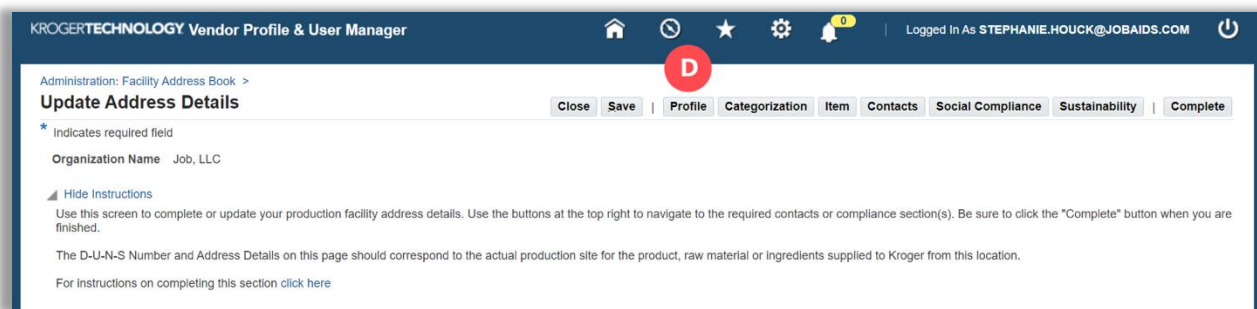 KROGERTECHNOLOGY. Vendor Profile & User Manager
0
Logged In As STEPHANIE.HOUCK@JOBAIDS.COM
D
Administration: Facility Address Book >
Update Address Details
Close Save | Profile Categorization Item Contacts Social Compliance Sustainability | Complete
* Indicates required field
Organization Name Job, LLC
Hide Instructions
Use this screen to complete or update your production facility address details. Use the buttons at the top right to navigate to the required contacts or compliance section(s). Be sure to click the "Complete" button when you are
finished.
The D-U-N-S Number and Address Details on this page should correspond to the actual production site for the product, raw material or ingredients supplied to Kroger from this location.
For instructions on completing this section click here